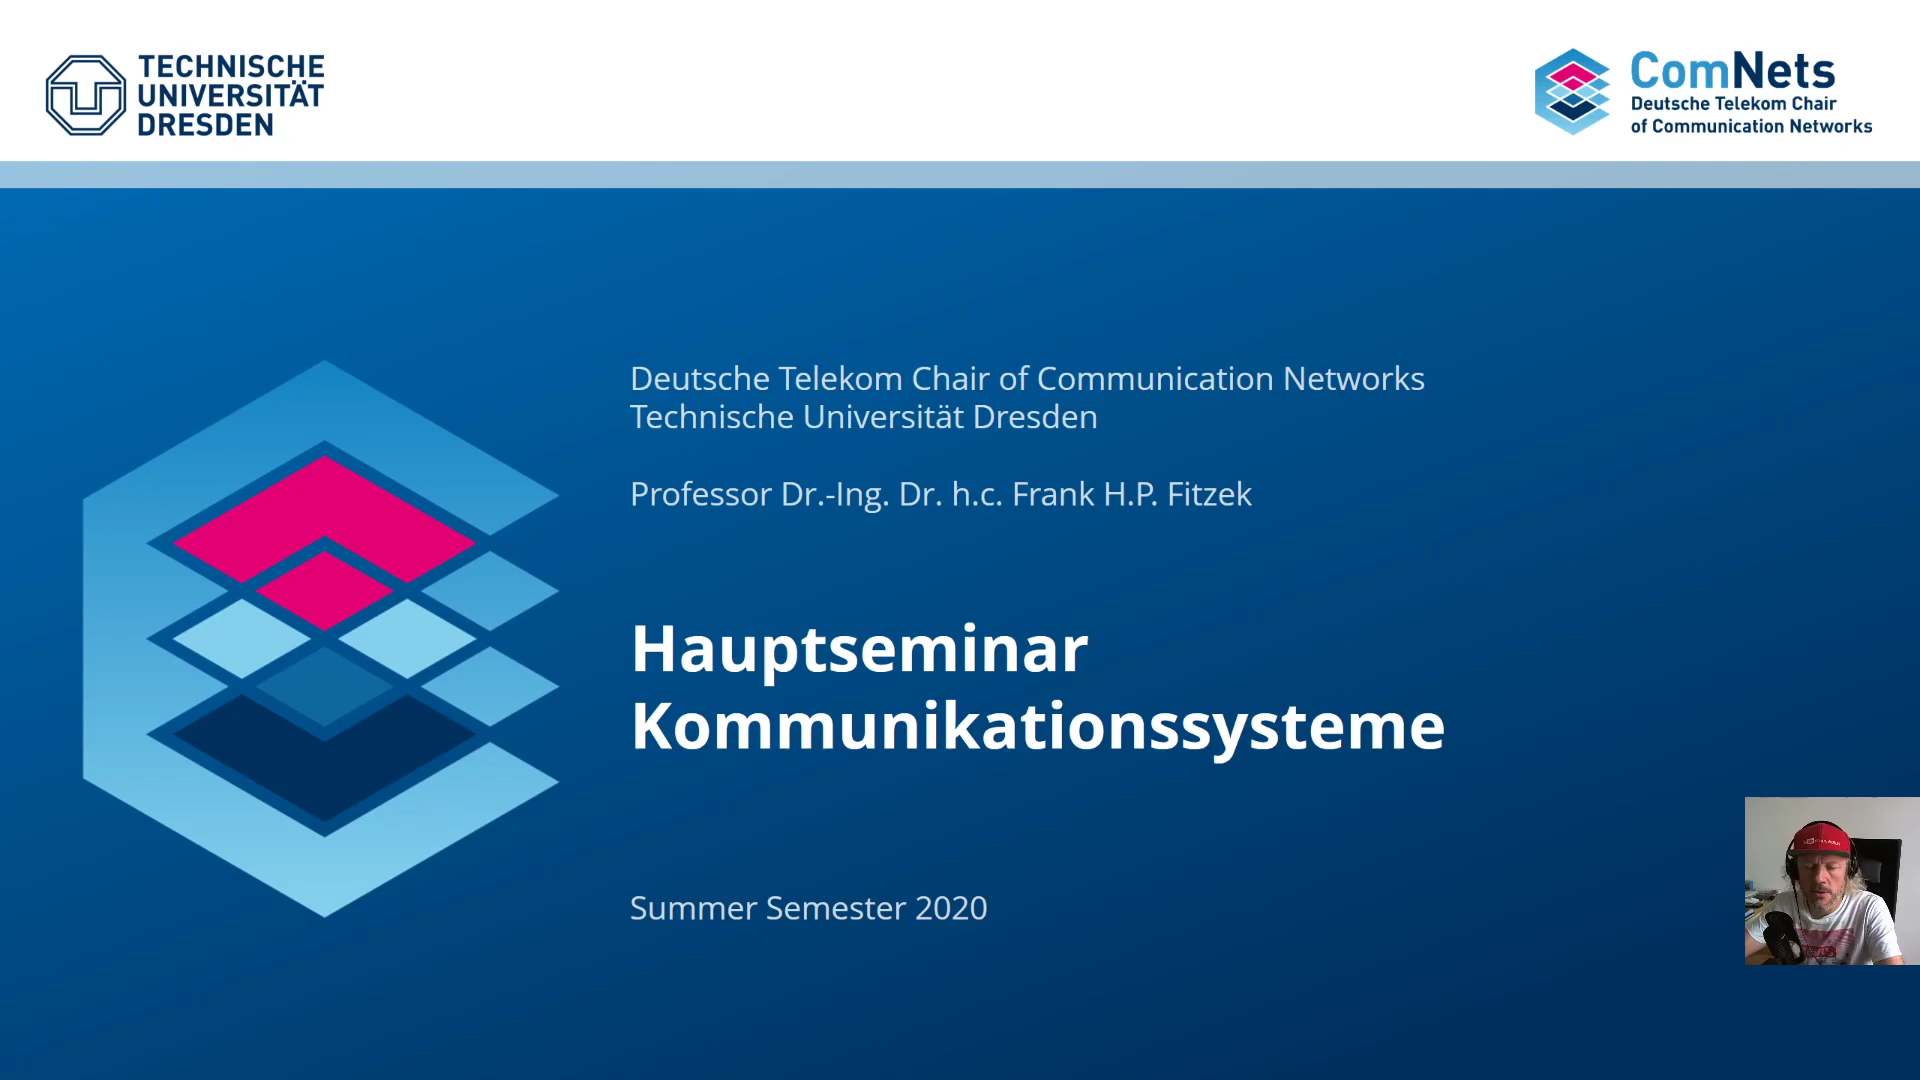 TECHNISCHE
UNIVERSITÄT
DRESDEN
ComNets
Deutsche Telekom Chair
of Communication Networks
Deutsche Telekom Chair of Communication Networks
Technische Universität Dresden
Professor Dr.-Ing. Dr. h.c. Frank H.P. Fitzek
Hauptseminar
Kommunikationssysteme
Summer Semester 2020